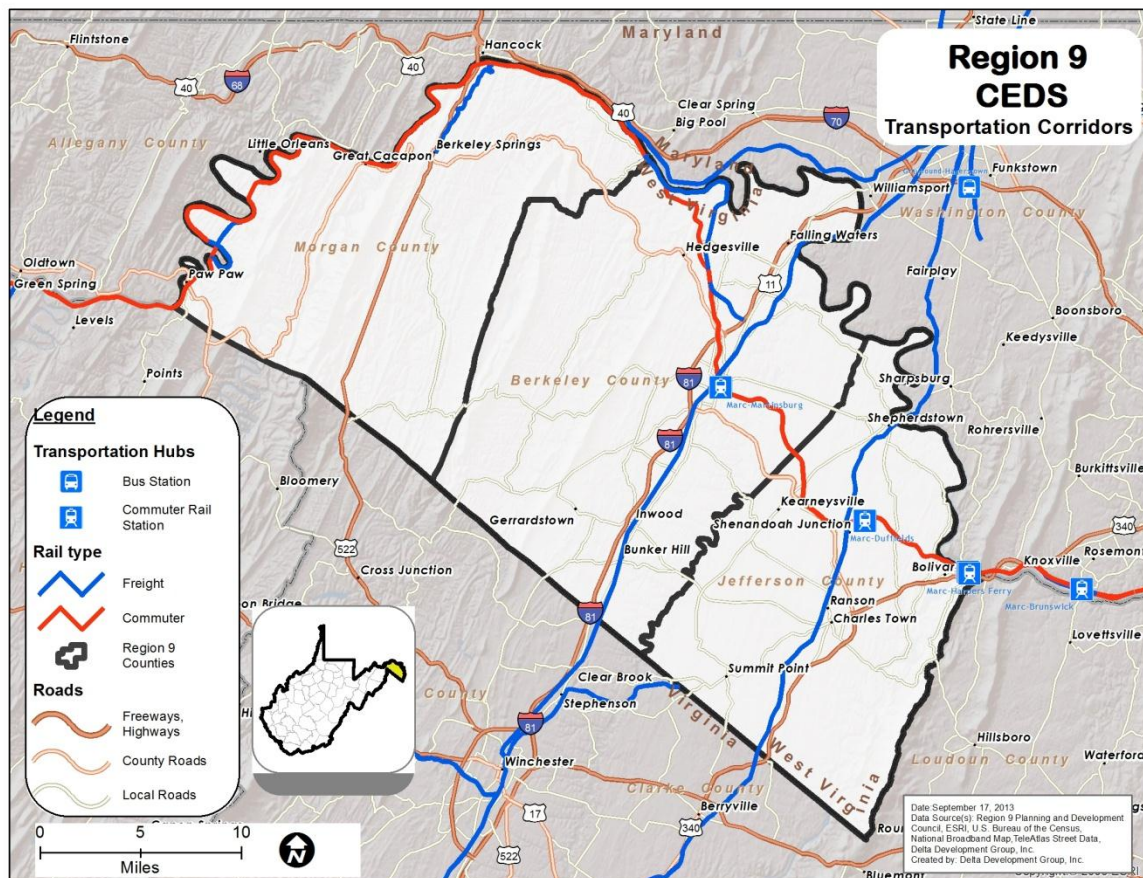 Region 9
CEDS
Transportation Corridors
State Line
Flintstone
Maryland
Hancock
40
68
40
40
Clear Spring
Big Pool
70
Allegany County
Little Orleans
Great Cacapon
Berkeley Springs
Maryland
West Virginia
Funkstown
Williamsport
Washington County
Morgan County
Hedgesville
Falling Waters
Oldtown
Green Spring
Paw Paw
11
Fairplay
Boonsboro
Levels
Keedysville
Points
Berkeley County
81
Marc-Martinsburg
Sharpsburg
Shepherdstown
Rohrersville
81
Burkittsville
Bloomery
Gerrardstown
Inwood
Kearneysville
Shenandoah Junction
Marc-Duffields
340
Bunker Hill
Knoxville
Rosemont
522
Cross Junction
Jefferson County
Bolivar
Marc-Harpers Ferry
Marc-Brunswick
81
Ranson
Charles Town
Lovettsville
Summit Point
Clear Brook
County
Stephenson
Virginia
West Virginia
81
Hillsboro
Waterford
Loudoun County
Winchester
Clarke County
17
Berryville
340
522
Bluemont
Legend
Transportation Hubs
Bus Station
Commuter Rail
Station
Rail type
Freight
Commuter
Region 9
Counties
Roads
Freeways,
Highways
County Roads
Local Roads
0 5 10
Miles
N
Date September 17, 2013
Data Source(s): Region 9 Planning and Development
Council, ESRI, U.S. Bureau of the Census,
National Broadband Map,TeleAtlas Street Data,
Delta Development Group, Inc.
Created by: Delta Development Group, Inc.